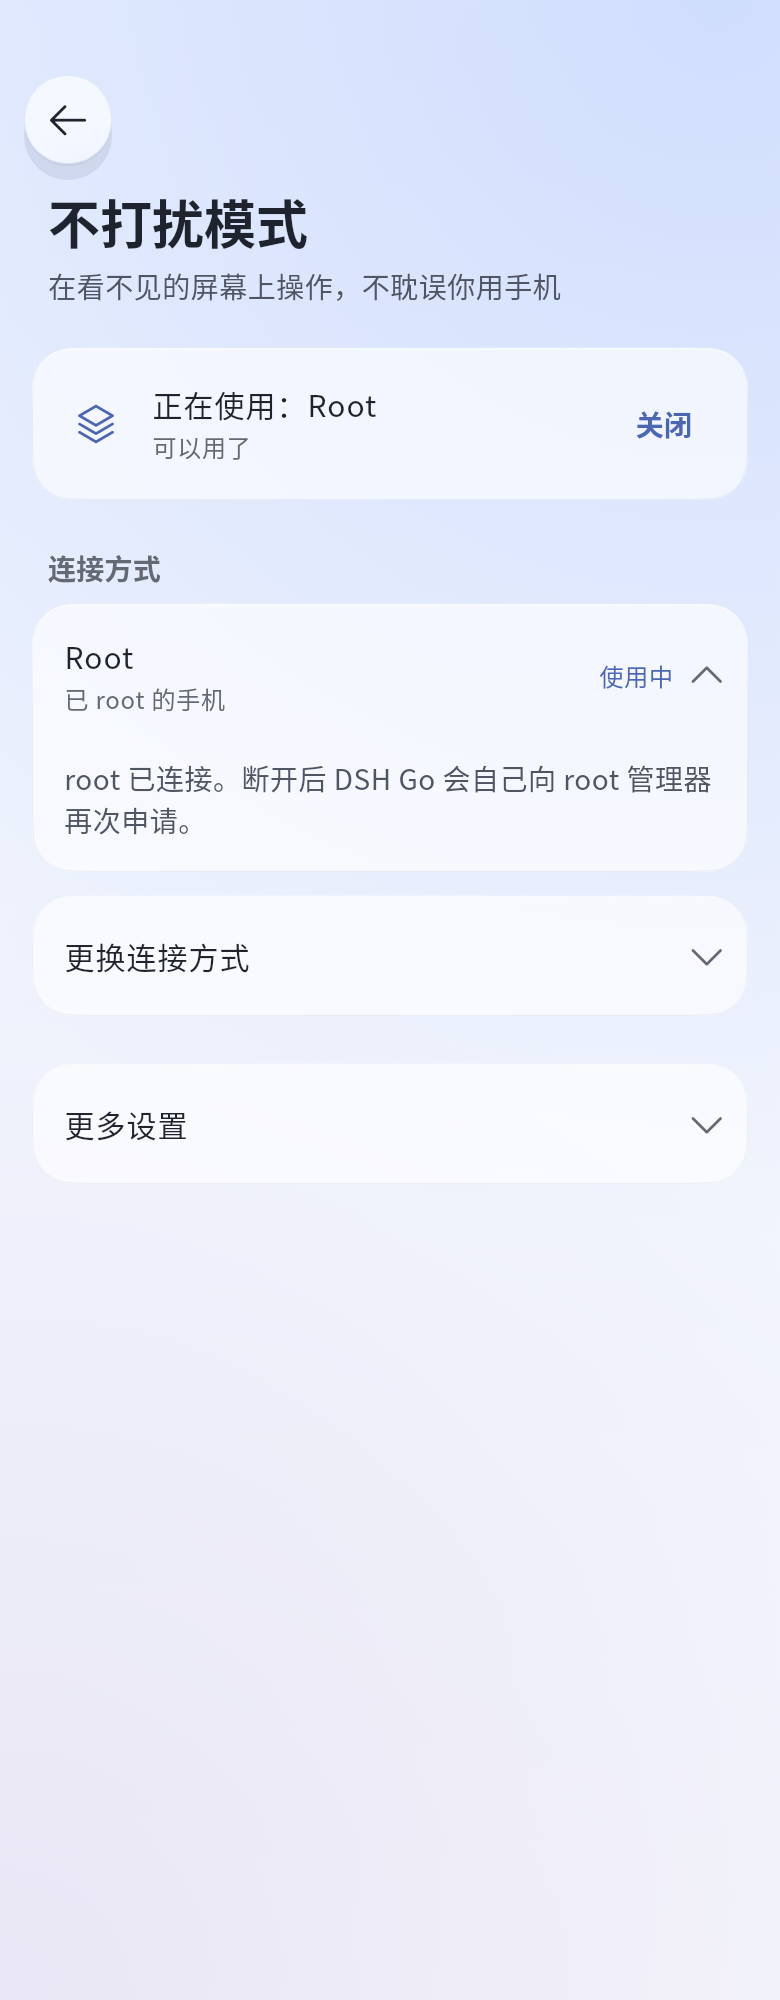 不打扰模式
在看不见的屏幕上操作，不耽误你用手机
正在使用：Root
可以用了
关闭
连接方式
Root
已 root 的手机
使用中
root 已连接。断开后 DSH Go 会自己向 root 管理器
再次申请。
更换连接方式
更多设置